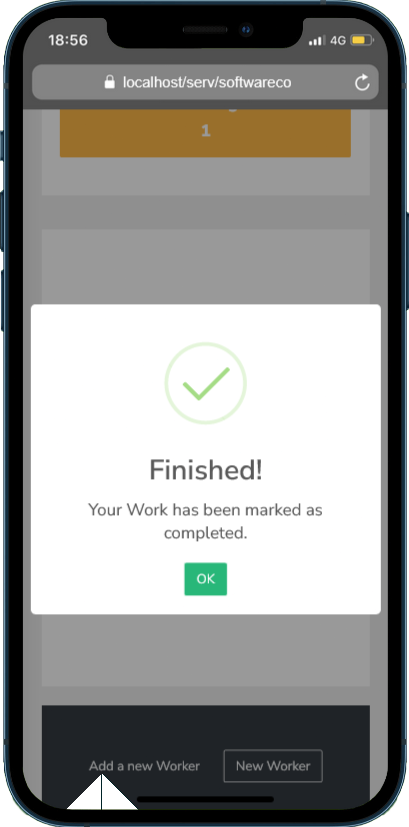 18:56
4G
localhost/serv/softwareco
1
Finished!
Your Work has been marked as
completed.
OK
Add a new Worker
New Worker